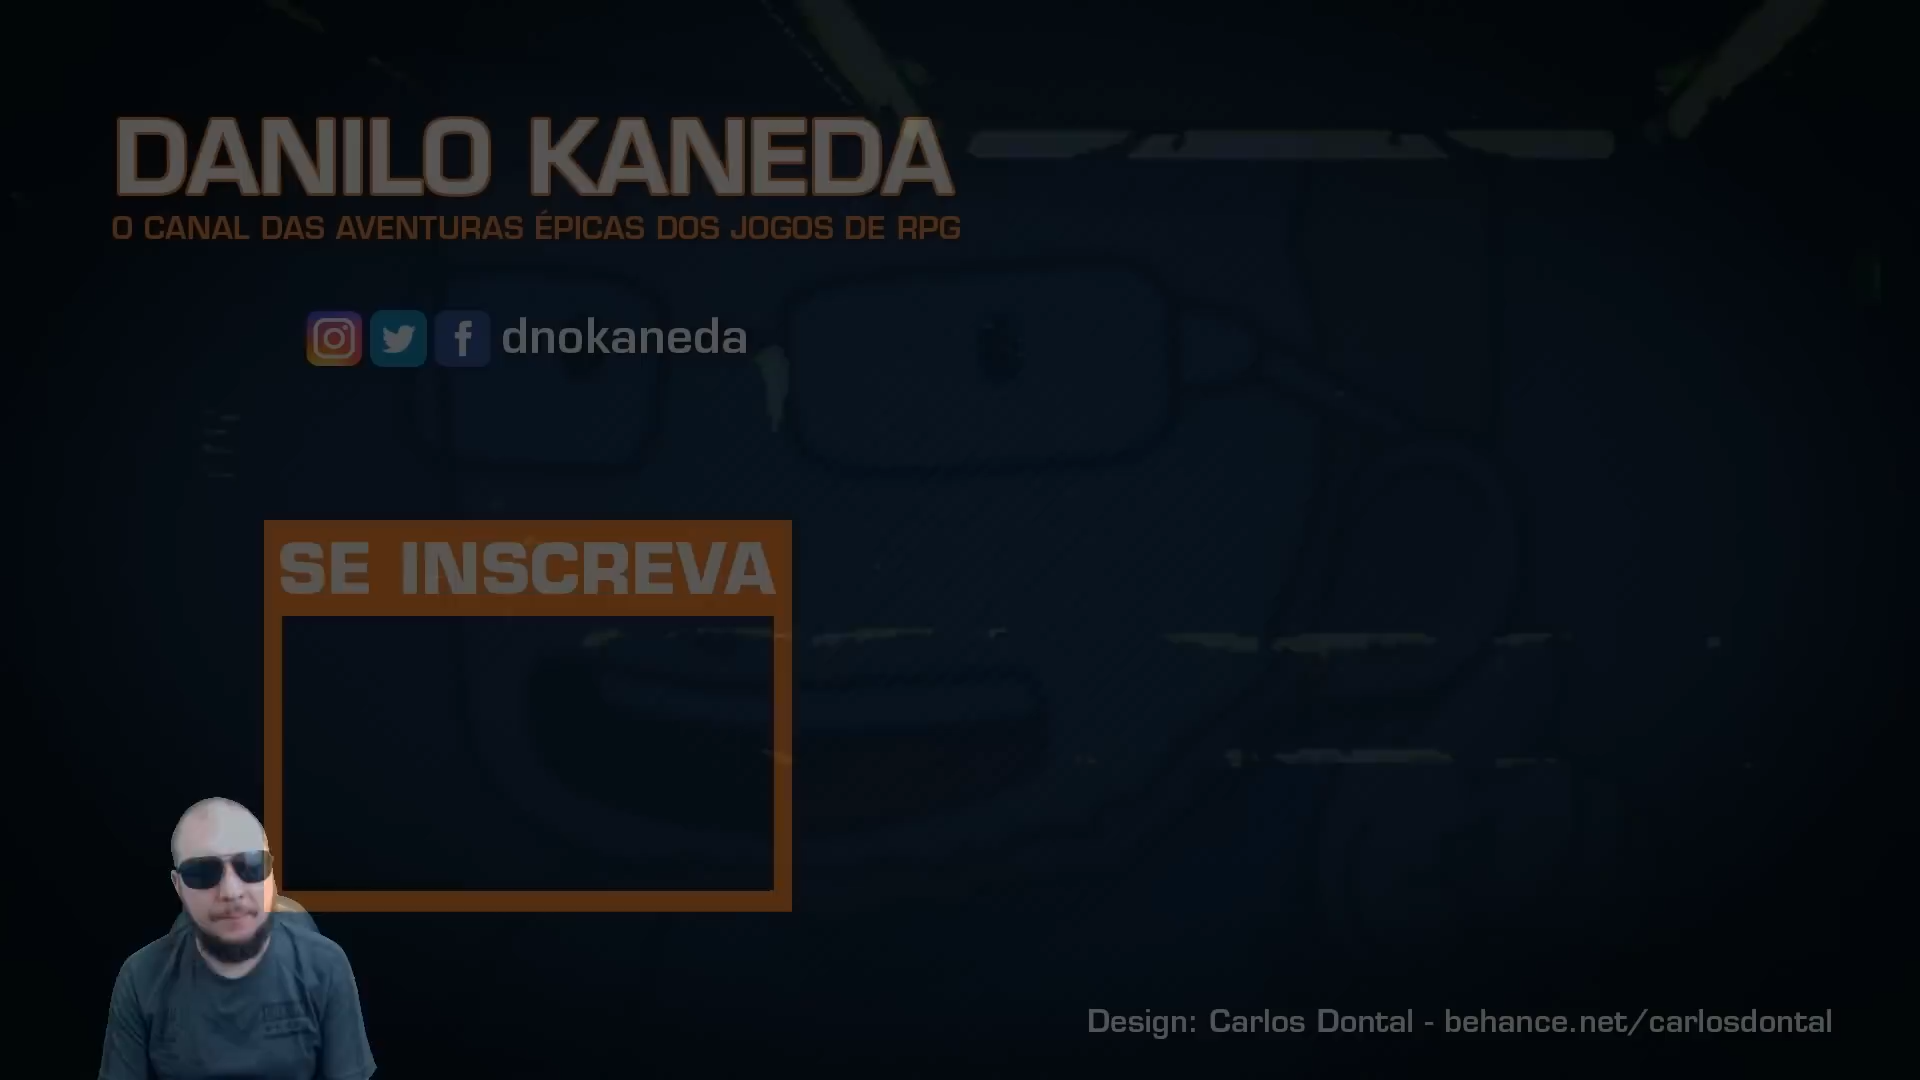 DANILO KANEDA
O CANAL DAS AVENTURAS ÉPICAS DOS JOGOS DE RPG
dnokaneda
SE INSCREVA
Design: Carlos Dontal - behance.net/carlosdontal